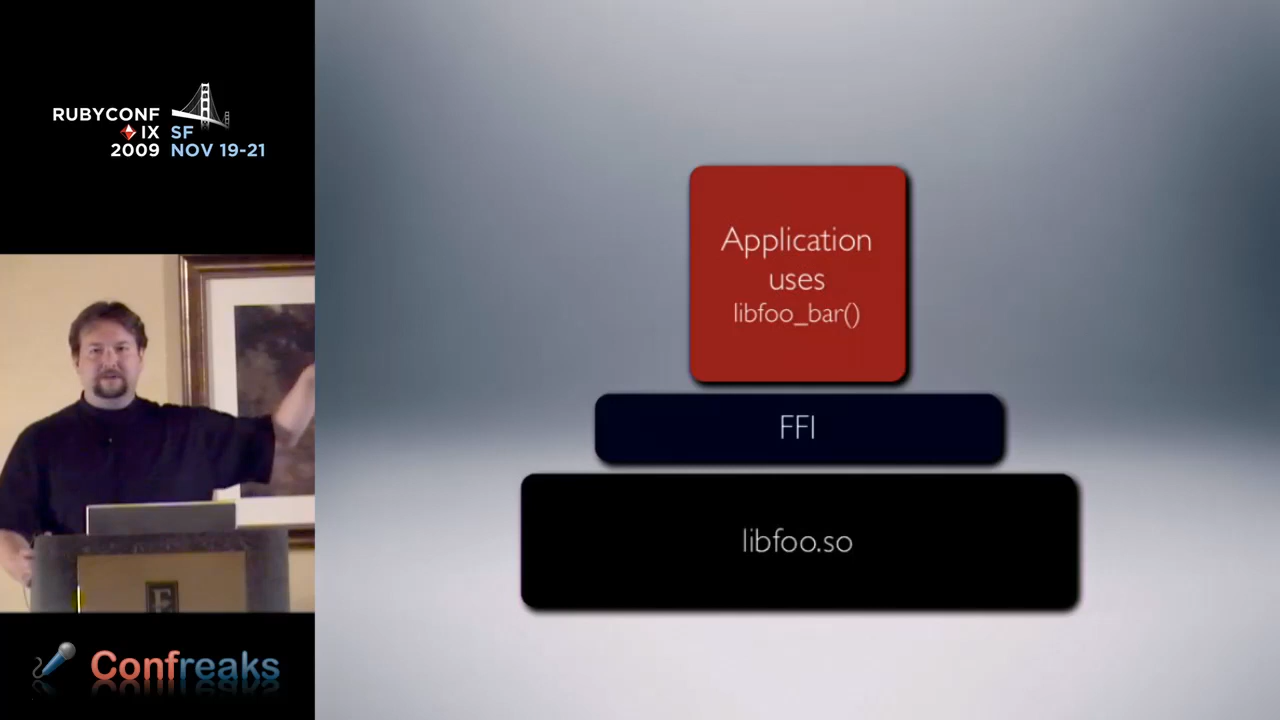 RUBYCONF
IX SF
2009 NOV 19-21
Application
uses
libfoo_bar()
FFI
libfoo.so
E
Confreaks